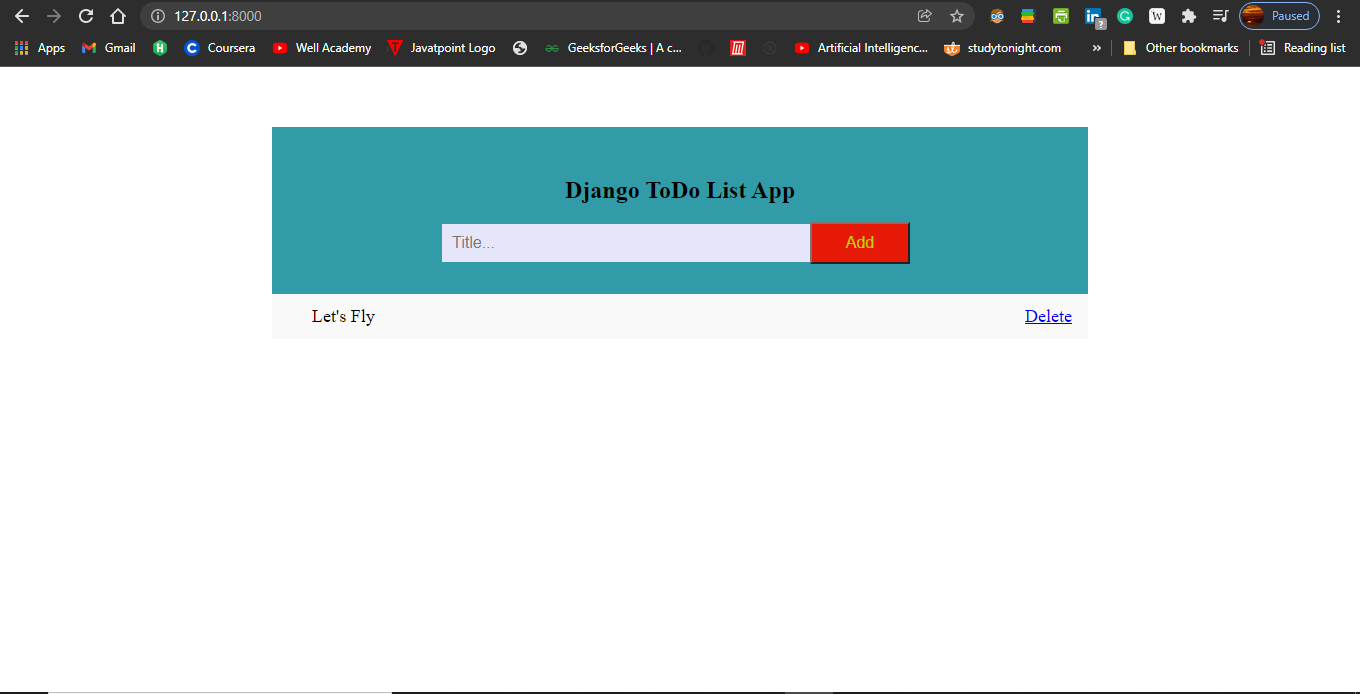 127.0.0.1:8000
Paused
Apps
Gmail
Coursera
Well Academy
Javatpoint Logo
GeeksforGeeks | A c...
Artificial Intelligenc...
studytonight.com
»
Other bookmarks
Reading list
Django ToDo List App
Title...
Add
Let's Fly
Delete